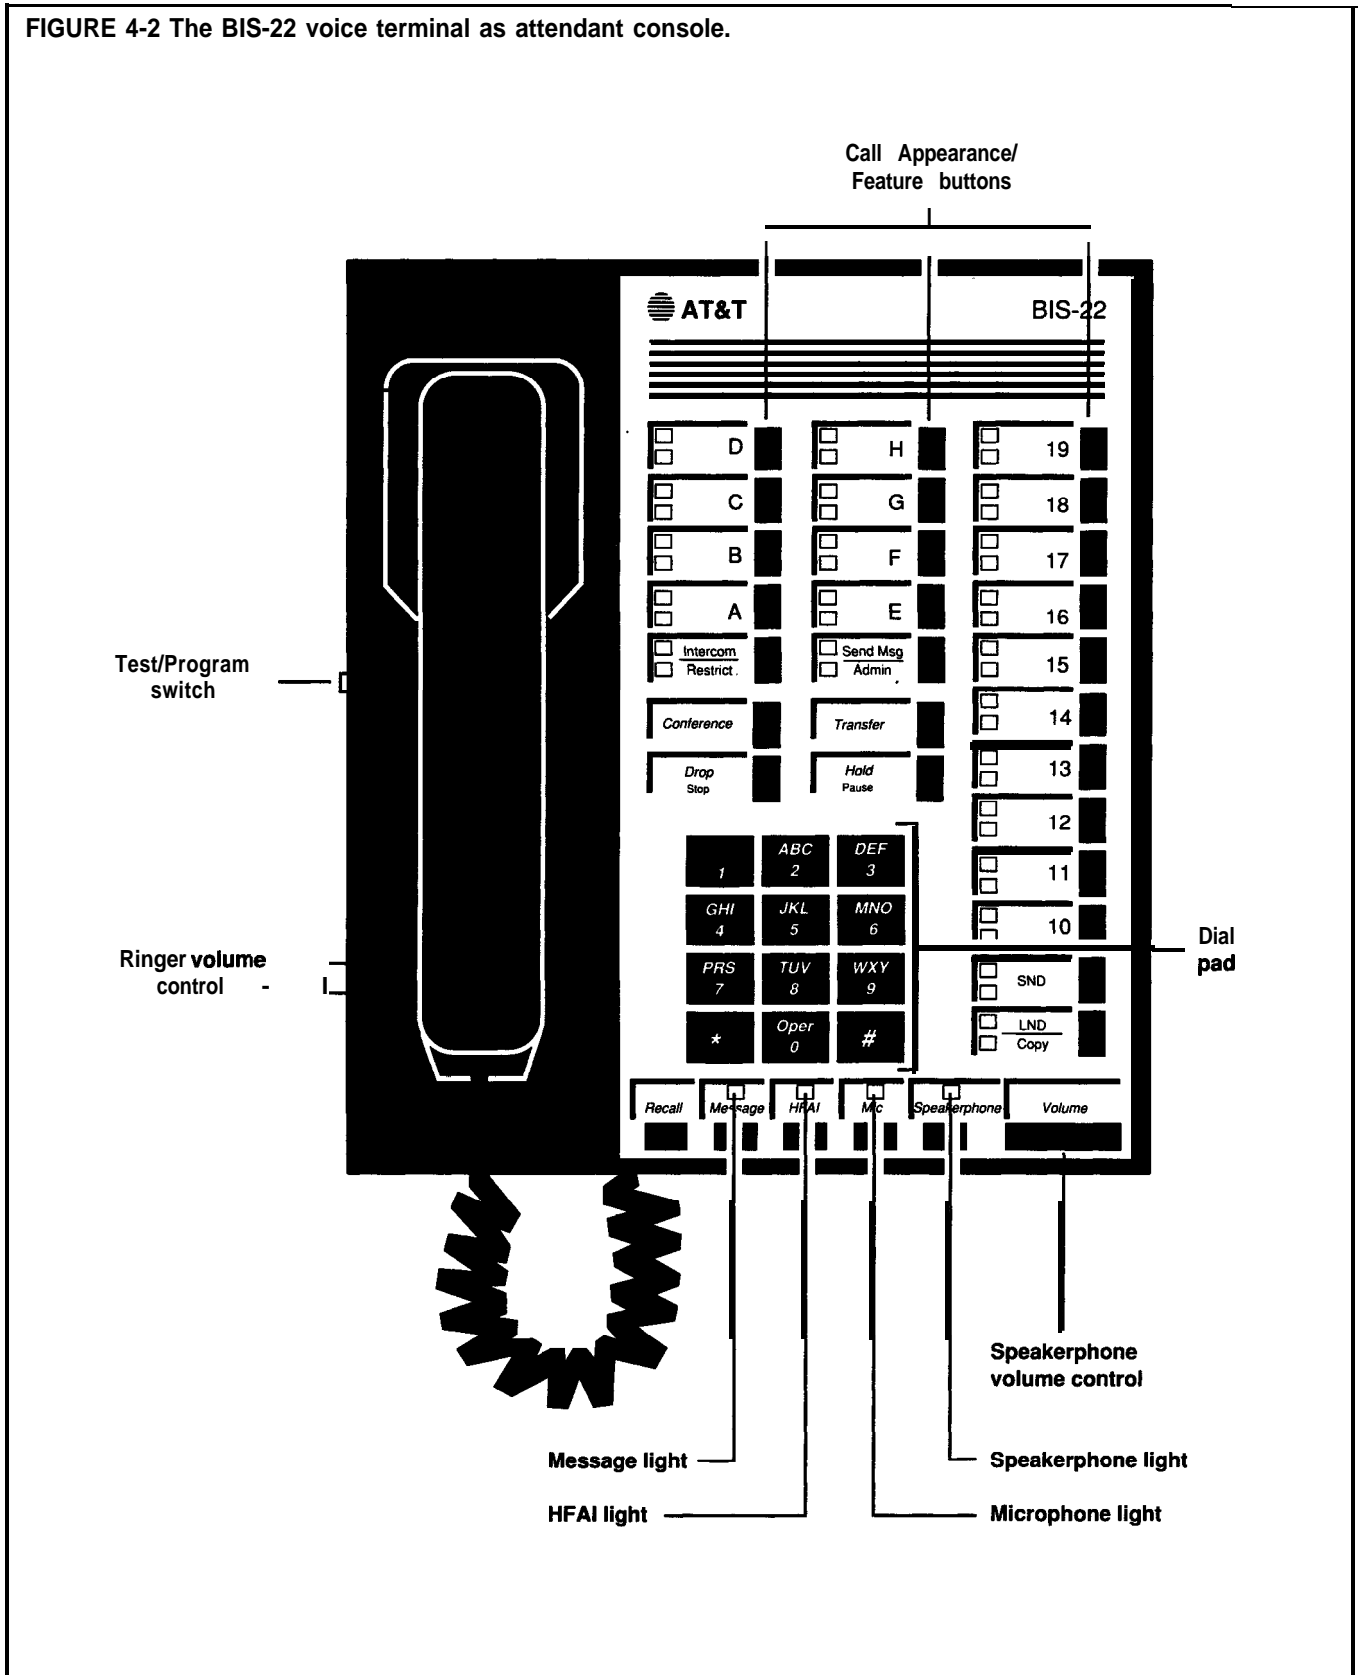 FIGURE 4-2 The BIS-22 voice terminal as attendant console.
Call Appearance/
Feature buttons
AT&T BIS-22
D H 19
C G 18
B F 17
A E 16
Intercom Send Msg 15
Restrict Admin
Test/Program
switch
14
Conference Transfer
13
Drop Hold
Stop Pause
12
ABC DEF
1 2 3
11
GHI JKL MNO
4 5 6
10
Dial
pad
Ringer volume
control
PRS TUV WXY
7 8 9
SND
Oper
* 0 #
LND
Copy
Recall Message HFAI Mic Speakerphone Volume
Speakerphone
volume control
Message light Speakerphone light
HFAI light Microphone light